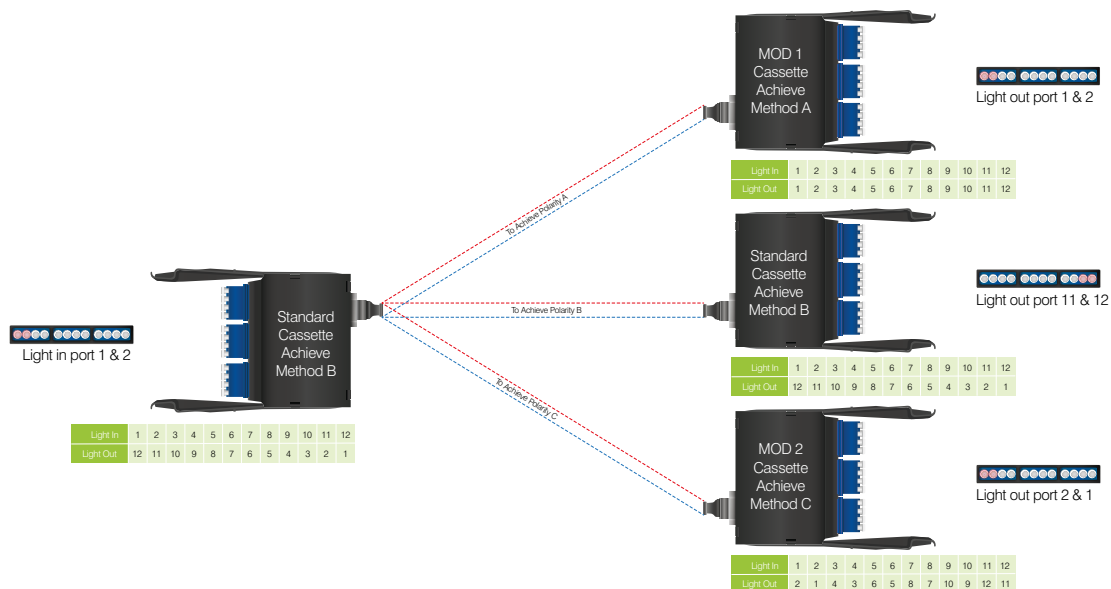 MOD 1
Cassette
Achieve
Method A
Light out port 1 & 2
Light In 1 2 3 4 5 6 7 8 9 10 11 12
Light Out 1 2 3 4 5 6 7 8 9 10 11 12
To Achieve Polarity A
Standard
Cassette
Achieve
Method B
Light out port 11 & 12
Light In 1 2 3 4 5 6 7 8 9 10 11 12
Light Out 12 11 10 9 8 7 6 5 4 3 2 1
To Achieve Polarity B
Light in port 1 & 2
Standard
Cassette
Achieve
Method B
Light In 1 2 3 4 5 6 7 8 9 10 11 12
Light Out 12 11 10 9 8 7 6 5 4 3 2 1
To Achieve Polarity C
MOD 2
Cassette
Achieve
Method C
Light out port 2 & 1
Light In 1 2 3 4 5 6 7 8 9 10 11 12
Light Out 2 1 4 3 6 5 8 7 10 9 12 11